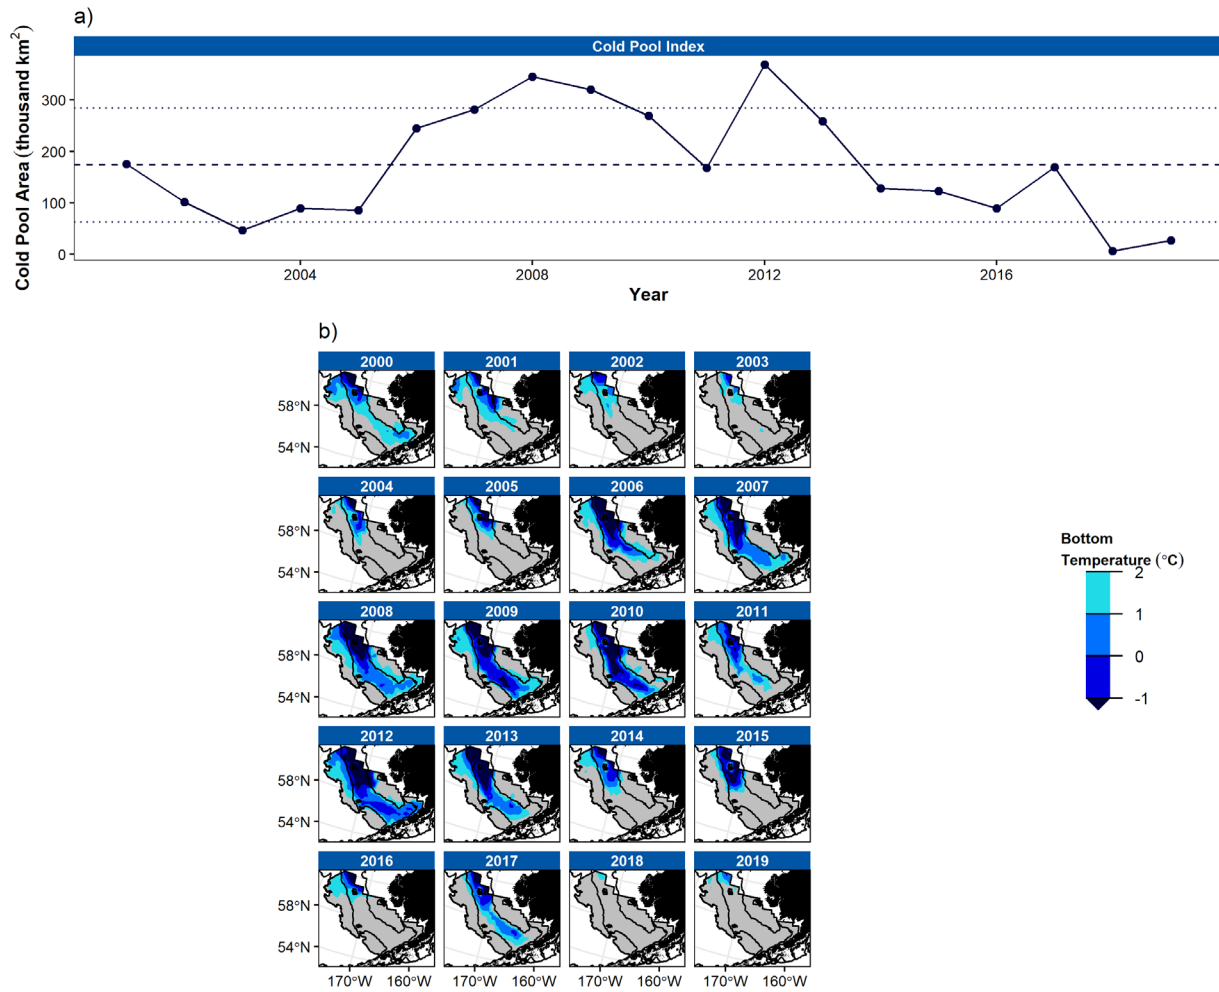 a)
Cold Pool Index
Cold Pool Area (thousand km²)
300
200
100
0
2004 2008 2012 2016
Year
b)
2000 2001 2002 2003
58°N
54°N
2004 2005 2006 2007
58°N
54°N
2008 2009 2010 2011
58°N
54°N
2012 2013 2014 2015
58°N
54°N
2016 2017 2018 2019
58°N
54°N
170°W 160°W 170°W 160°W 170°W 160°W 170°W 160°W
Bottom
Temperature (°C)
2
1
0
-1